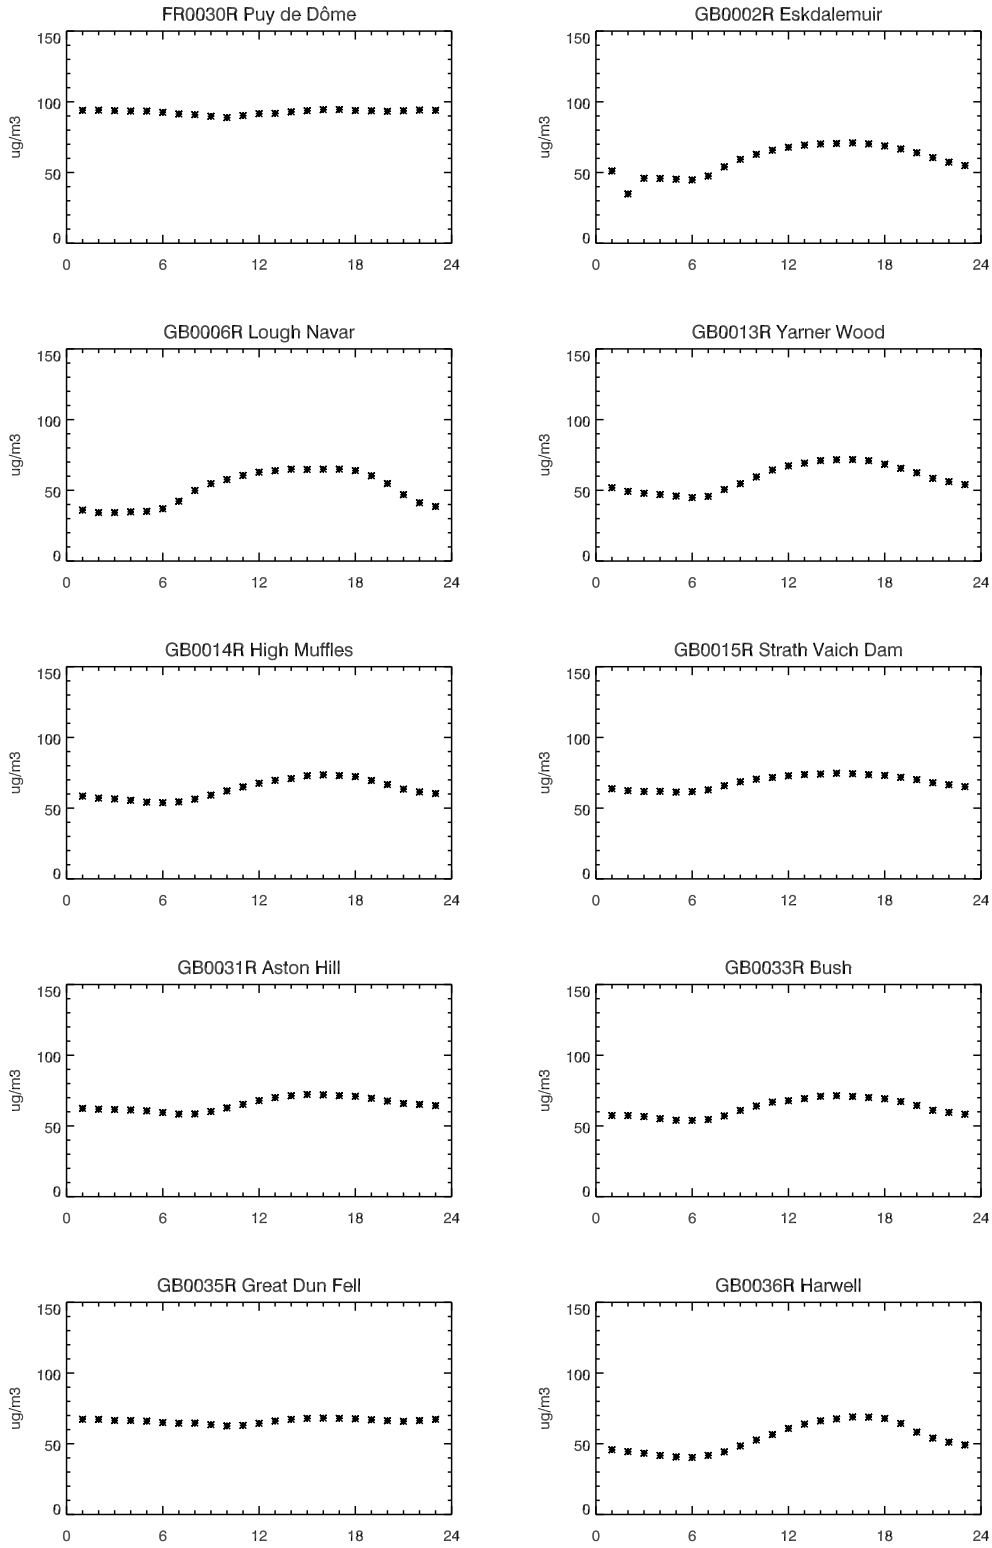 FR0030R Puy de Dôme
150
100
50
0
ug/m3
0 6 12 18 24
GB0002R Eskdalemuir
150
100
50
0
ug/m3
0 6 12 18 24
GB0006R Lough Navar
150
100
50
0
ug/m3
0 6 12 18 24
GB0013R Yarner Wood
150
100
50
0
ug/m3
0 6 12 18 24
GB0014R High Muffles
150
100
50
0
ug/m3
0 6 12 18 24
GB0015R Strath Vaich Dam
150
100
50
0
ug/m3
0 6 12 18 24
GB0031R Aston Hill
150
100
50
0
ug/m3
0 6 12 18 24
GB0033R Bush
150
100
50
0
ug/m3
0 6 12 18 24
GB0035R Great Dun Fell
150
100
50
0
ug/m3
0 6 12 18 24
GB0036R Harwell
150
100
50
0
ug/m3
0 6 12 18 24